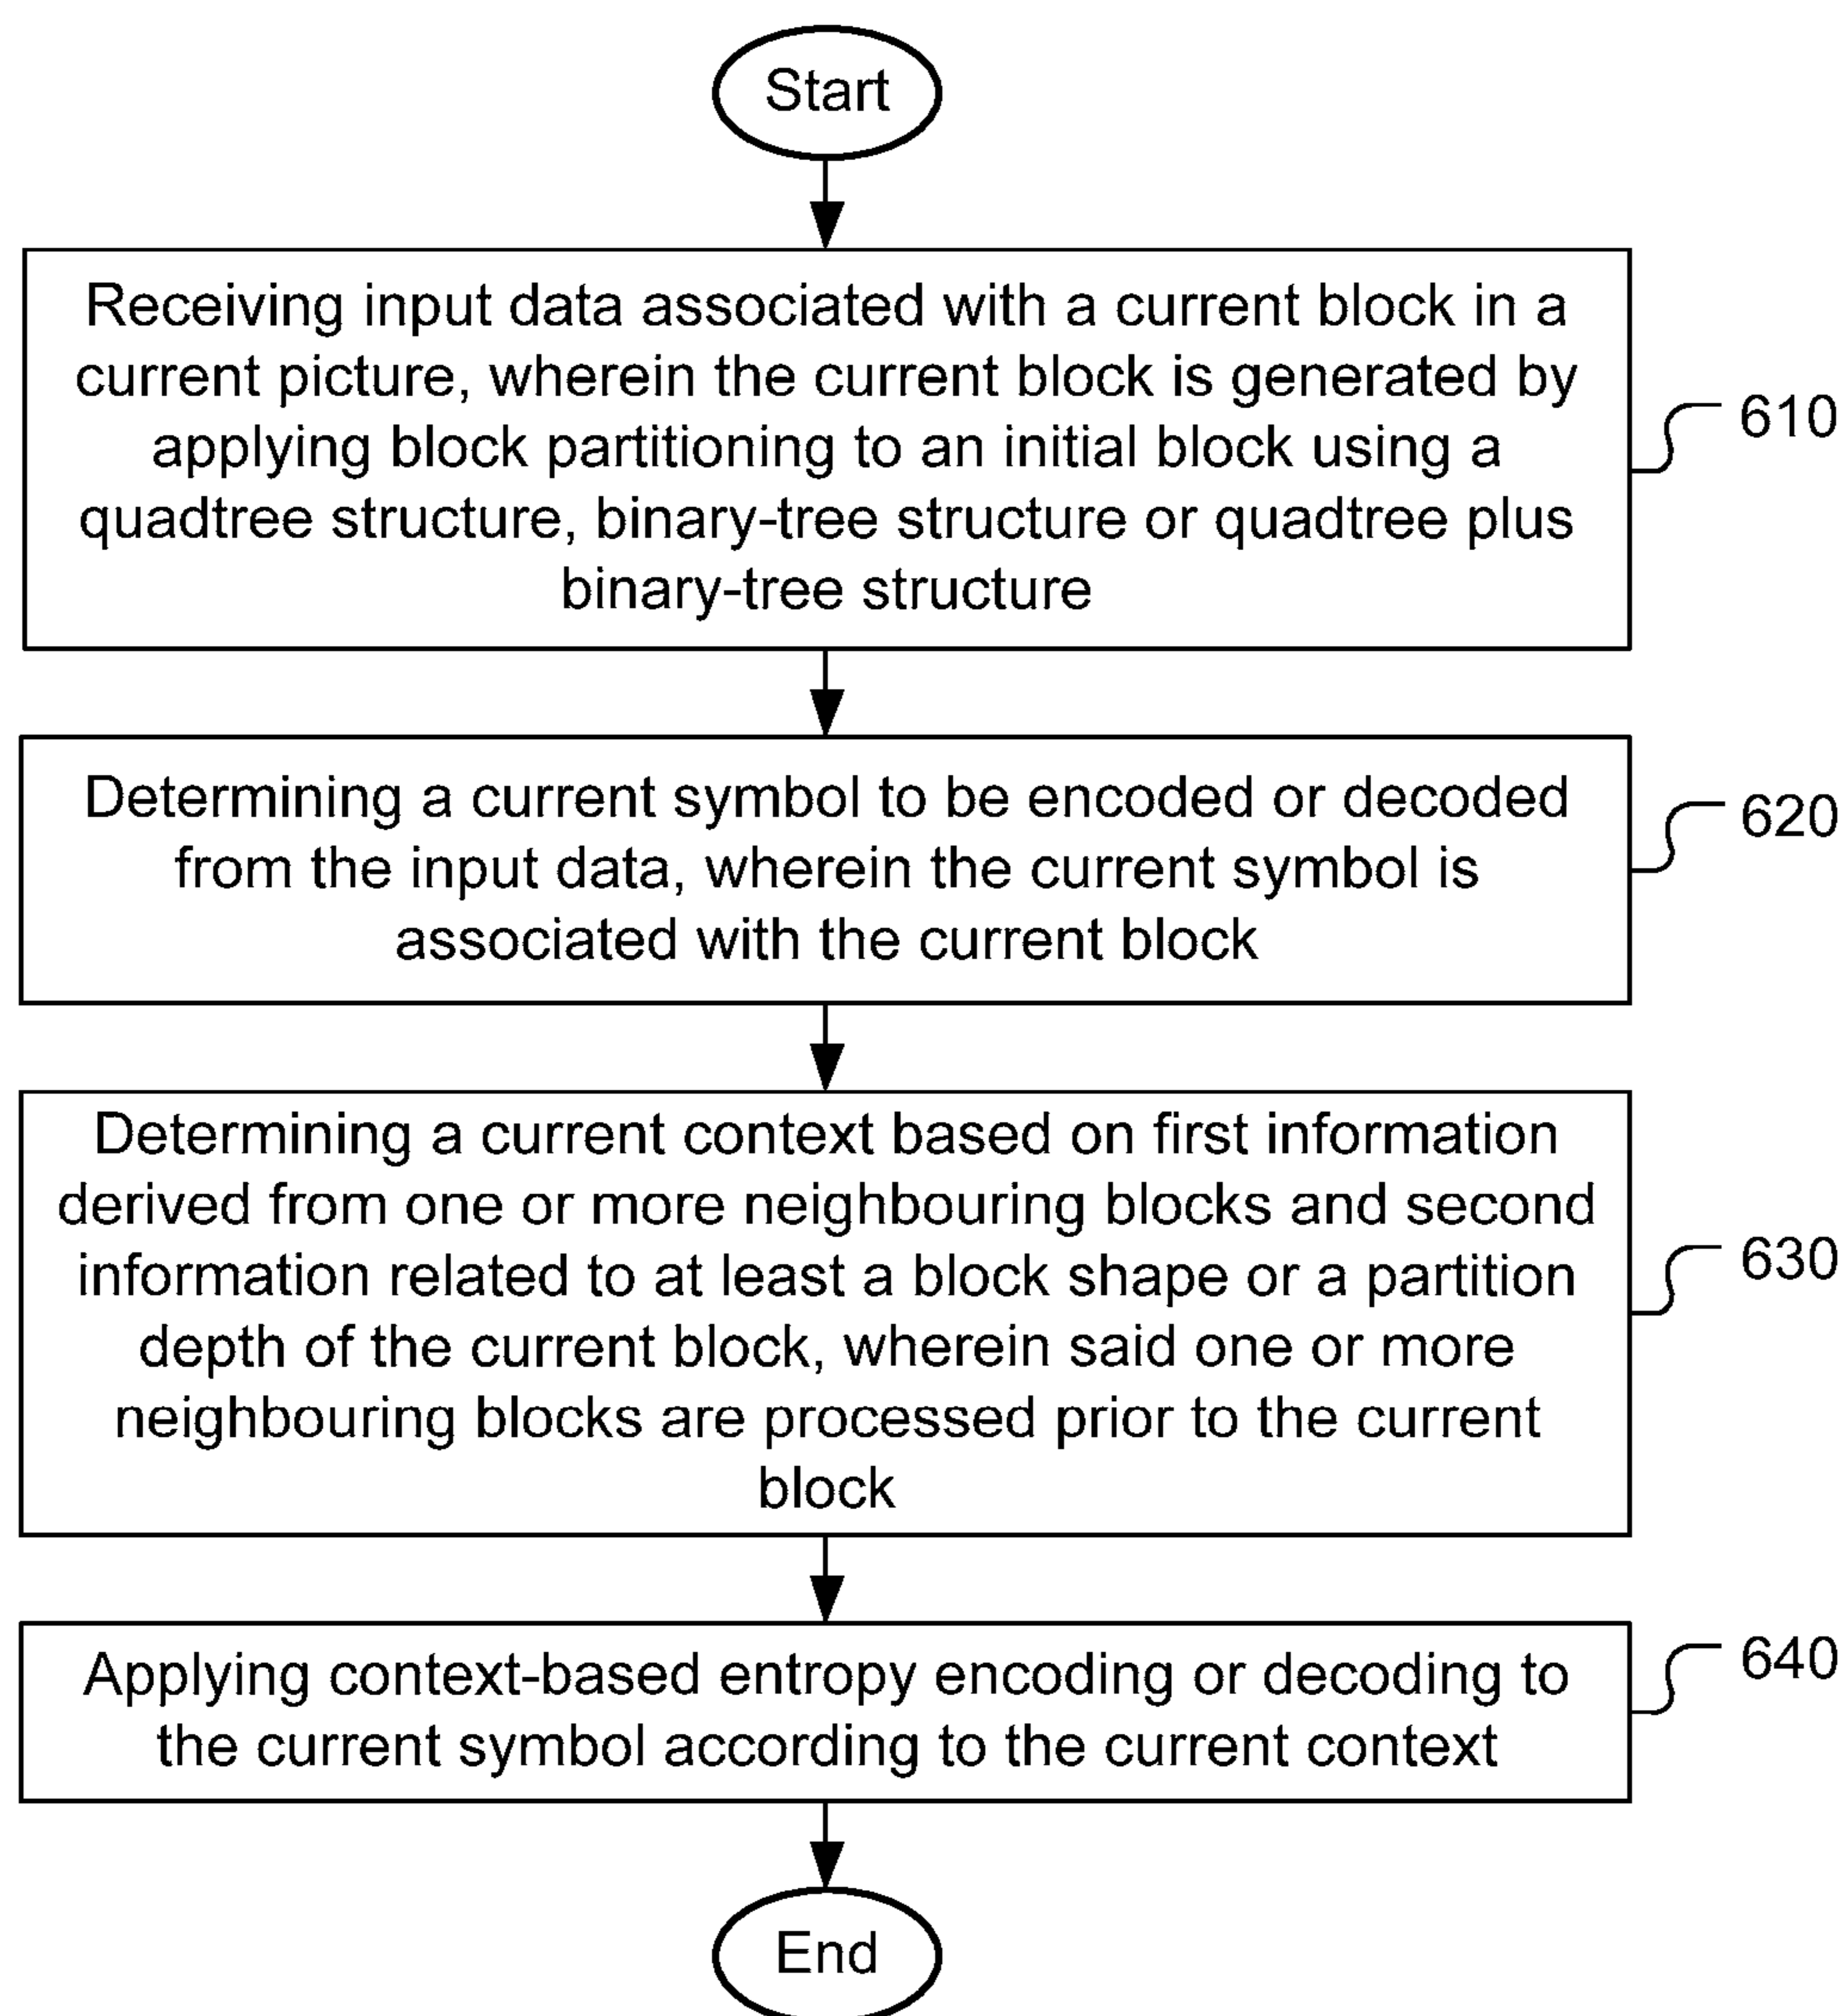 Start
Receiving input data associated with a current block in a
current picture, wherein the current block is generated by
applying block partitioning to an initial block using a
quadtree structure, binary-tree structure or quadtree plus
binary-tree structure
610
Determining a current symbol to be encoded or decoded
from the input data, wherein the current symbol is
associated with the current block
620
Determining a current context based on first information
derived from one or more neighbouring blocks and second
information related to at least a block shape or a partition
depth of the current block, wherein said one or more
neighbouring blocks are processed prior to the current
block
630
Applying context-based entropy encoding or decoding to
the current symbol according to the current context
640
End